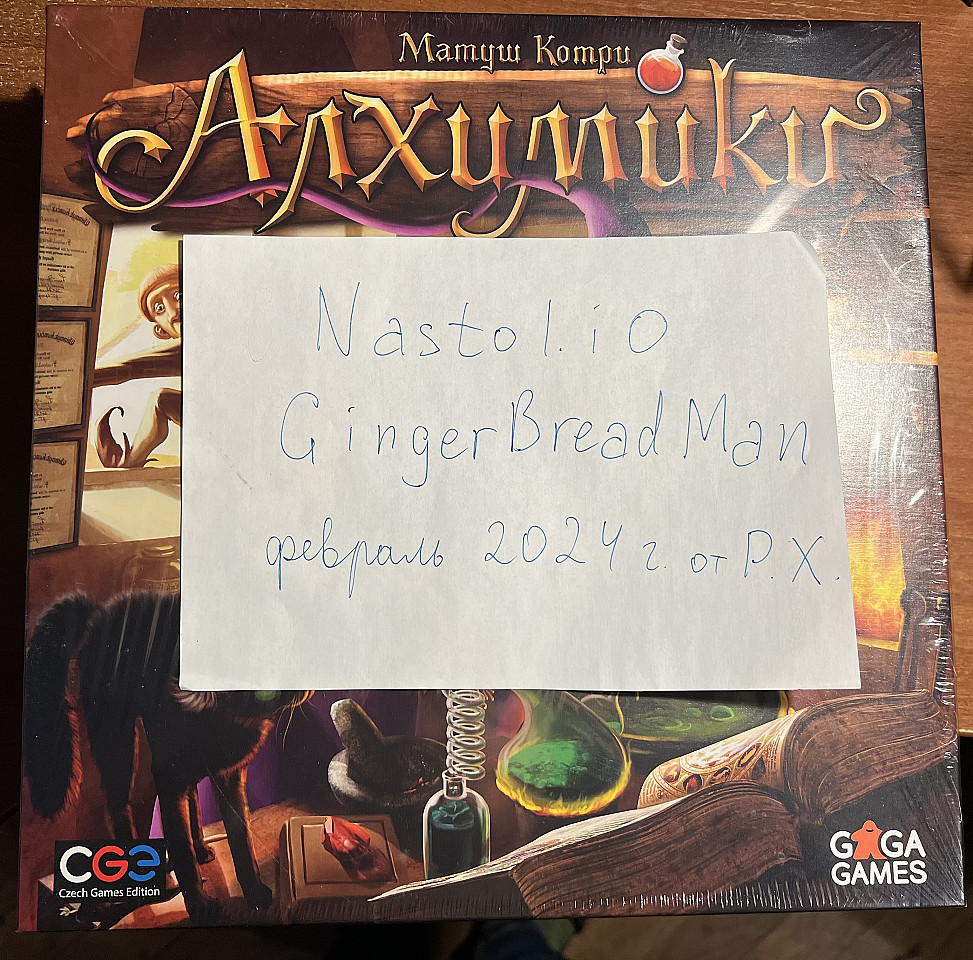 Матуш Котри
Алхимики
Nastol.iO
GingerBreadMan
февраль 2024 г. от Р.Х.
CGE
Czech Games Edition
GAGA
GAMES